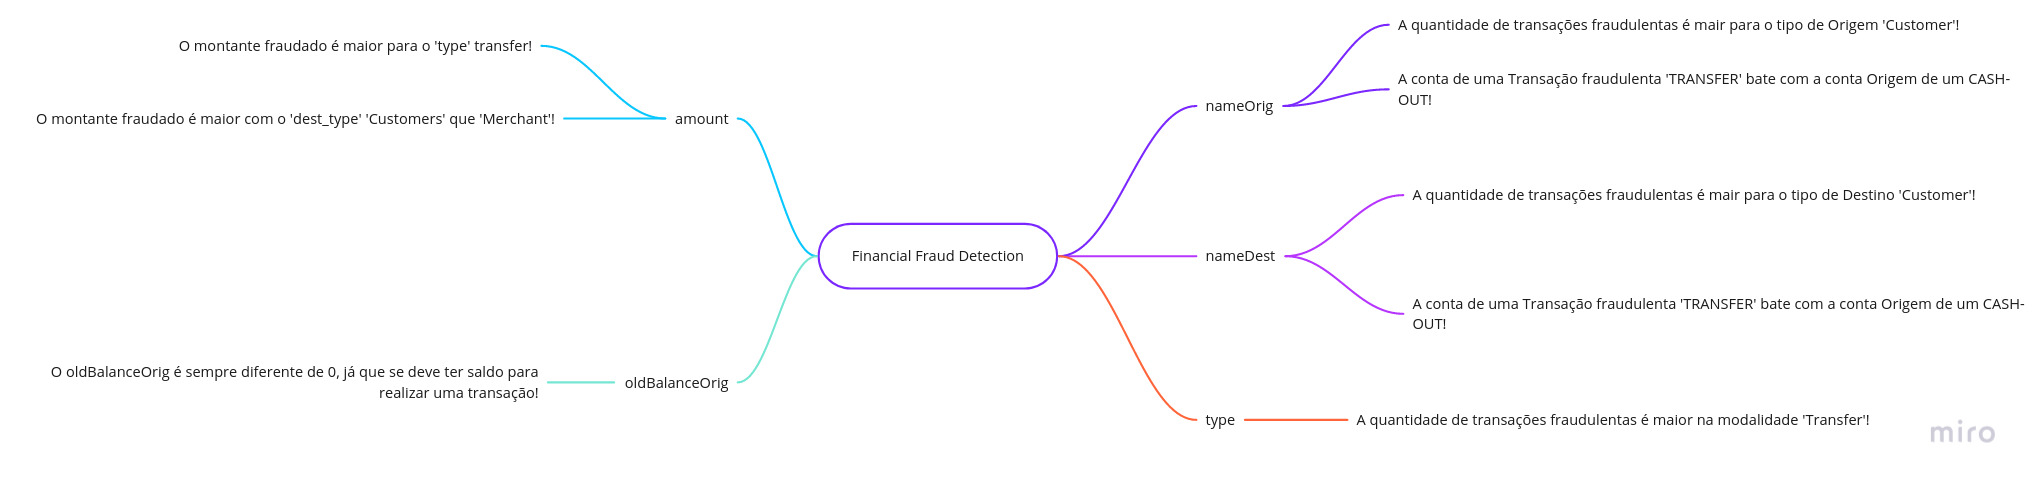 O montante fraudado é maior para o 'type' transfer!
O montante fraudado é maior com o 'dest_type' 'Customers' que 'Merchant'!
amount
O oldBalanceOrig é sempre diferente de 0, já que se deve ter saldo para
realizar uma transação!
oldBalanceOrig
Financial Fraud Detection
nameOrig
A quantidade de transações fraudulentas é mair para o tipo de Origem 'Customer'!
A conta de uma Transação fraudulenta 'TRANSFER' bate com a conta Origem de um CASH-
OUT!
nameDest
A quantidade de transações fraudulentas é mair para o tipo de Destino 'Customer'!
A conta de uma Transação fraudulenta 'TRANSFER' bate com a conta Origem de um CASH-
OUT!
type
A quantidade de transações fraudulentas é maior na modalidade 'Transfer'!
miro